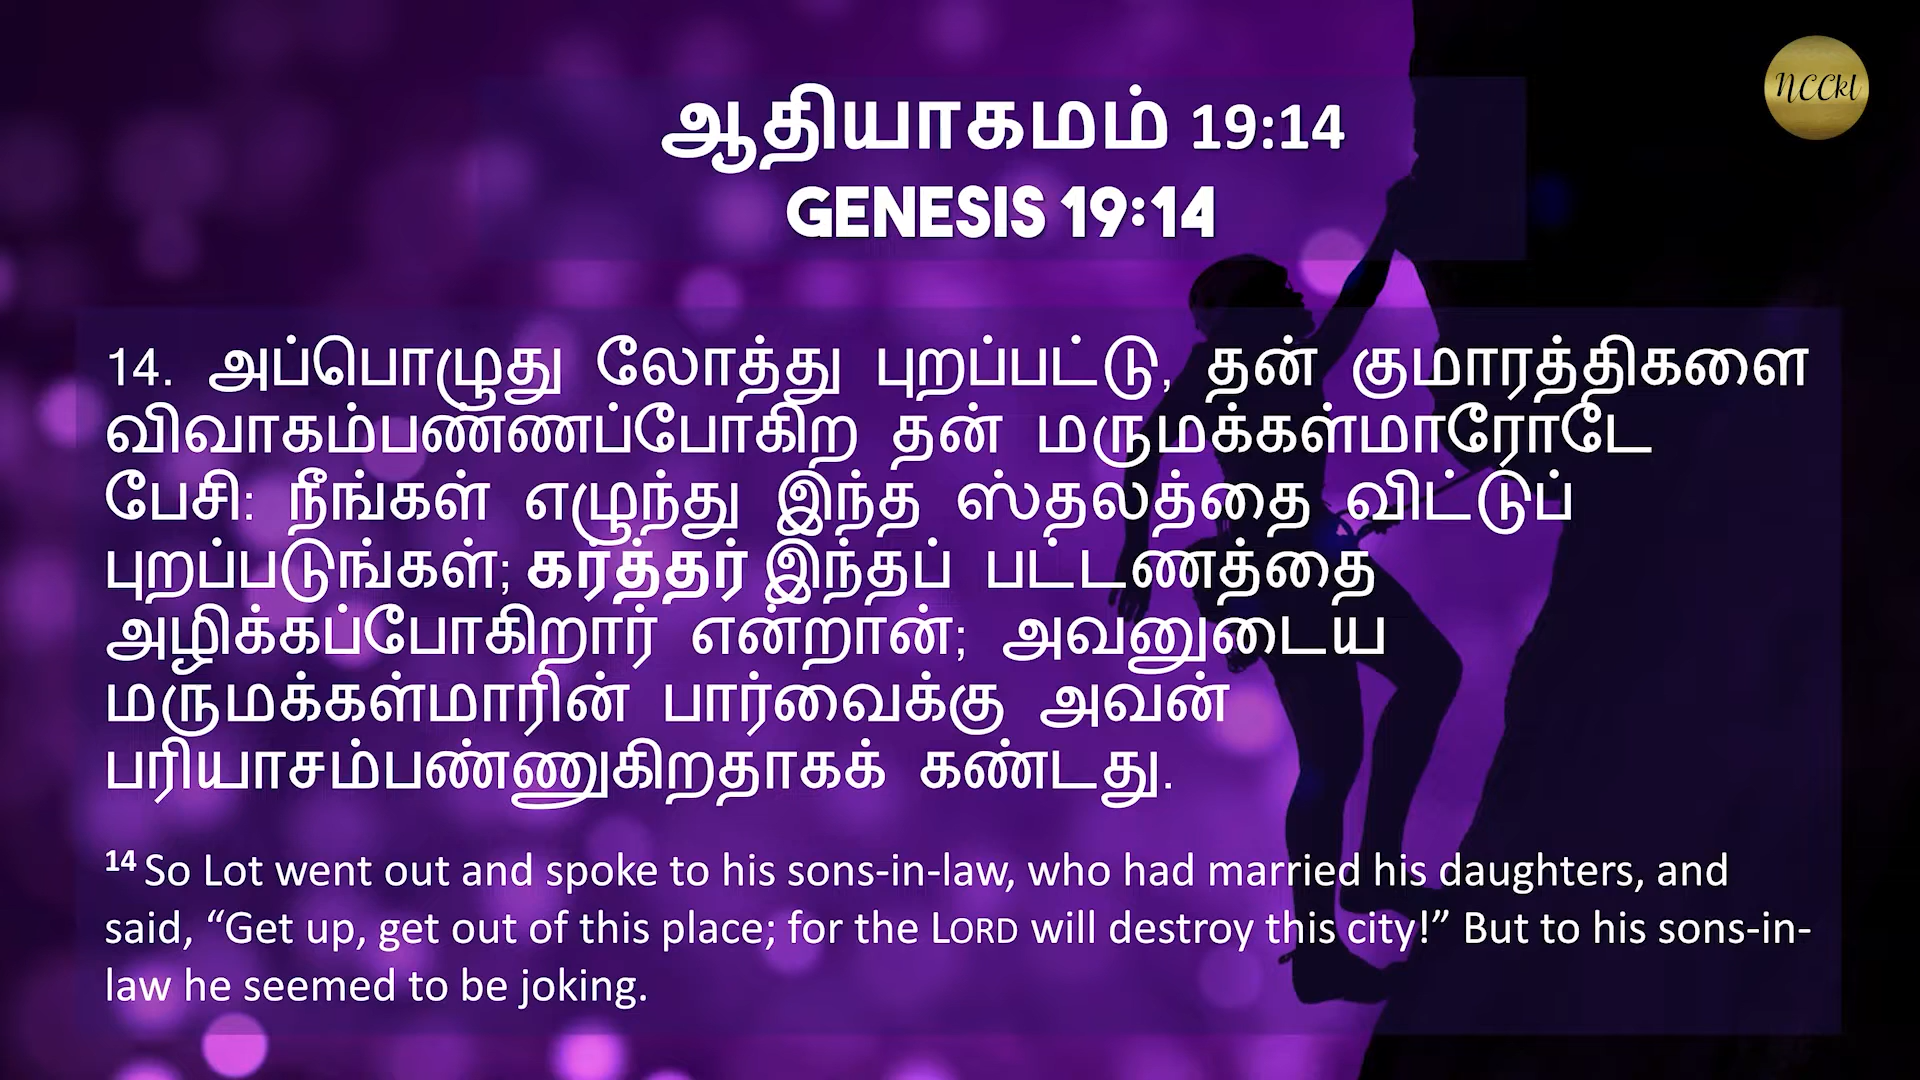 NCCkl
ஆதியாகமம் 19:14
GENESIS 19:14
14. அப்பொழுது லோத்து புறப்பட்டு, தன் குமாரத்திகளை
விவாகம்பண்ணப்போகிற தன் மருமக்கள்மாரோடே
பேசி: நீங்கள் எழுந்து இந்த ஸ்தலத்தை விட்டுப்
புறப்படுங்கள்; கர்த்தர் இந்தப் பட்டணத்தை
அழிக்கப்போகிறார் என்றான்; அவனுடைய
மருமக்கள்மாரின் பார்வைக்கு அவன்
பரியாசம்பண்ணுகிறதாகக் கண்டது.
14 So Lot went out and spoke to his sons-in-law, who had married his daughters, and
said, “Get up, get out of this place; for the LORD will destroy this city!” But to his sons-in-
law he seemed to be joking.